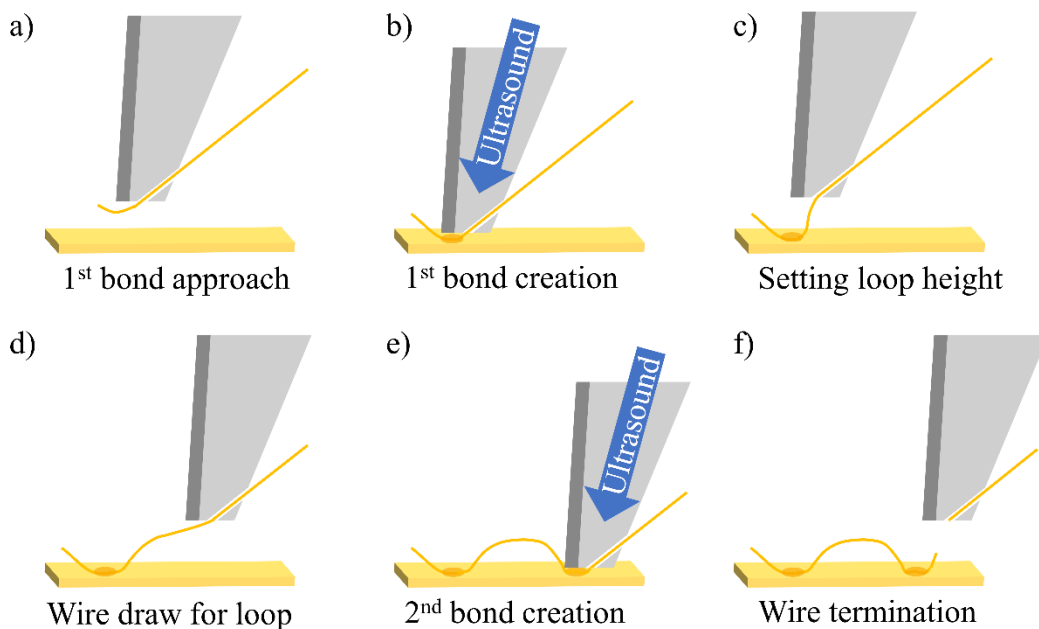 a)
b)
c)
Ultrasound
1st bond approach
1st bond creation
Setting loop height
d)
e)
f)
Ultrasound
Wire draw for loop
2nd bond creation
Wire termination